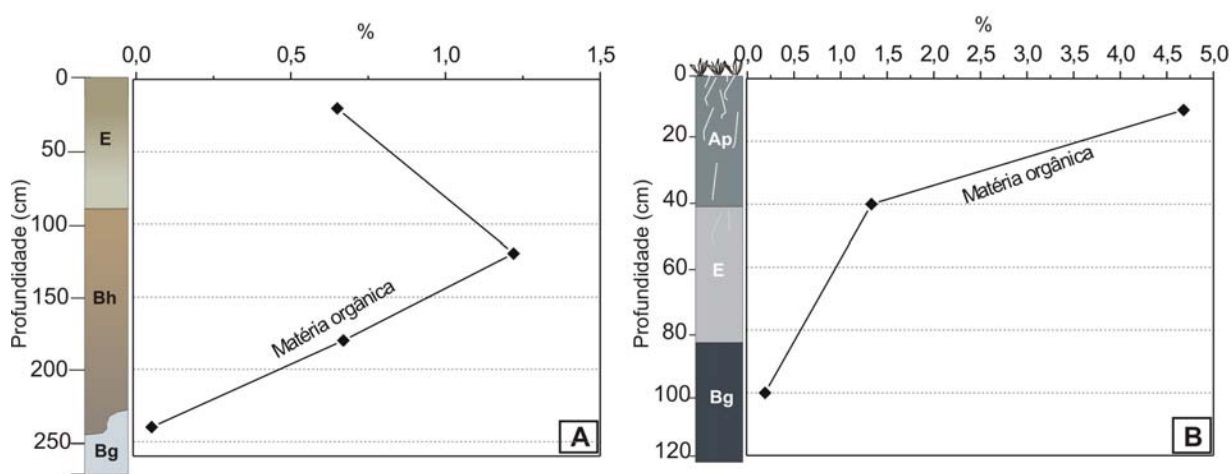 %
0,0 0,5 1,0 1,5
Profundidade (cm)
0
50
100
150
200
250
E
Bh
Bg
Matéria orgânica
A
%
0,0 0,5 1,0 1,5 2,0 2,5 3,0 3,5 4,0 4,5 5,0
Profundidade (cm)
0
20
40
60
80
100
120
Ap
E
Bg
Matéria orgânica
B